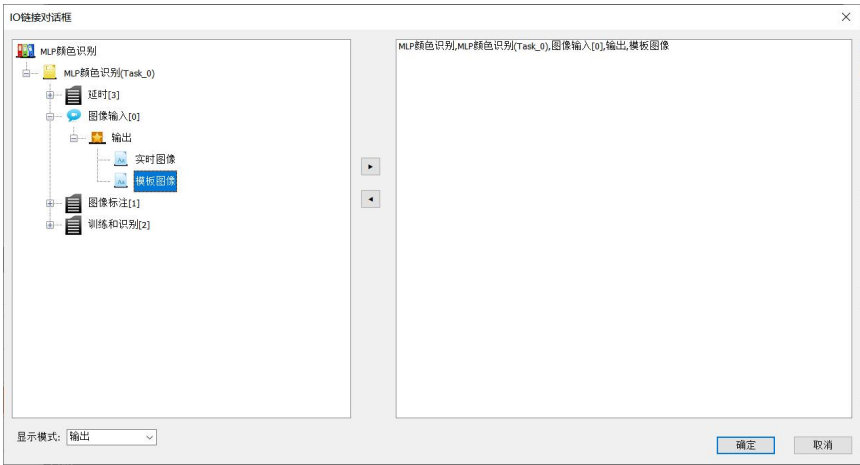 IO链接对话框
MLP颜色识别
MLP颜色识别(Task_0)
延时[3]
图像输入[0]
输出
实时图像
模板图像
图像标注[1]
训练和识别[2]
MLP颜色识别,MLP颜色识别(Task_0),图像输入[0],输出,模板图像
显示模式: 输出
确定
取消